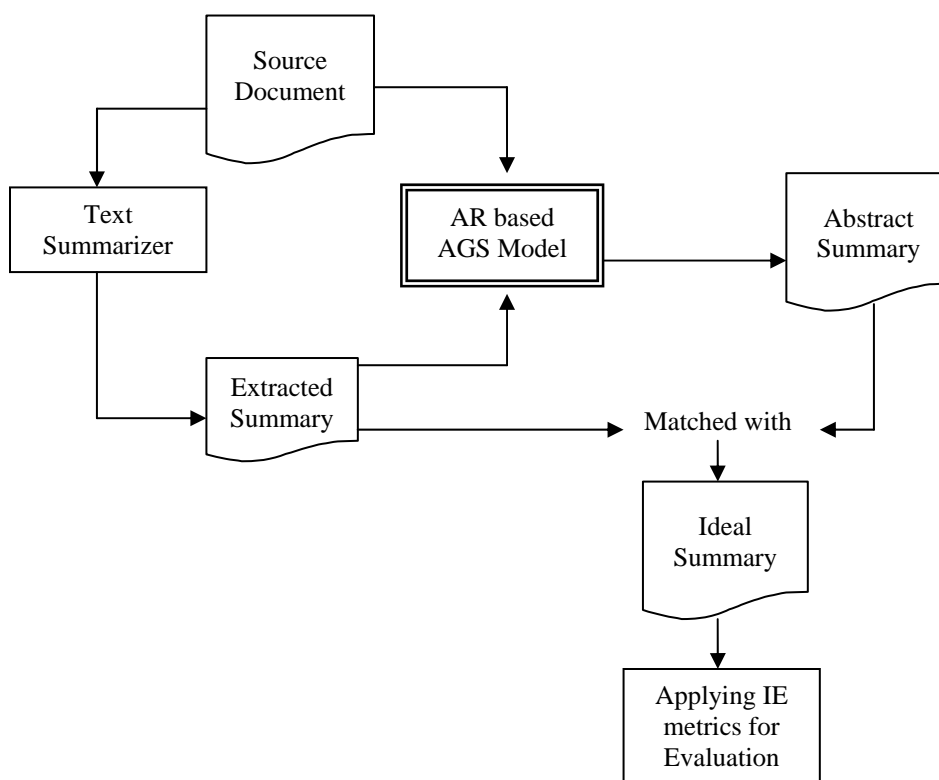 Source
Document
Text
Summarizer
AR based
AGS Model
Abstract
Summary
Extracted
Summary
Matched with
Ideal
Summary
Applying IE
metrics for
Evaluation